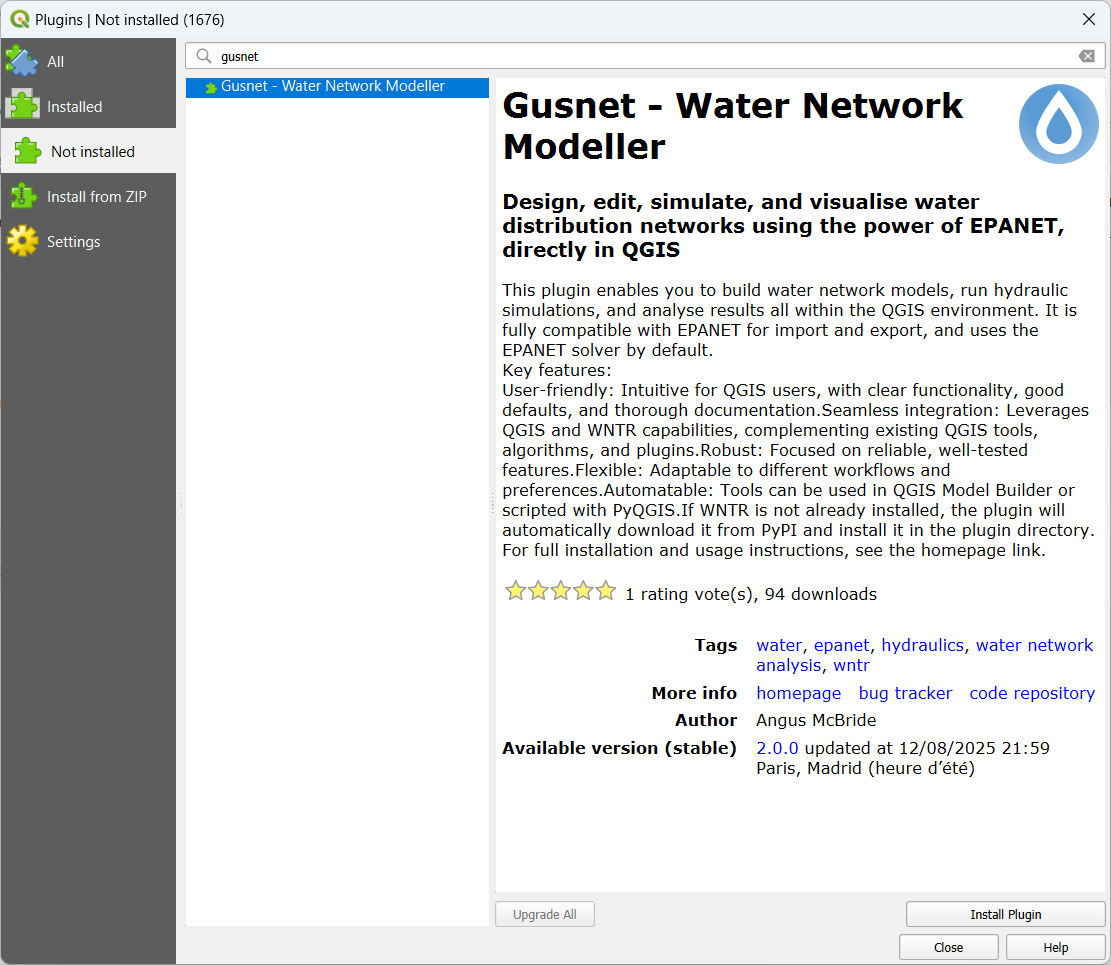 Plugins | Not installed (1676)
All
Installed
Not installed
Install from ZIP
Settings
gusnet
Gusnet - Water Network Modeller
Gusnet - Water Network
Modeller
Design, edit, simulate, and visualise water
distribution networks using the power of EPANET,
directly in QGIS
This plugin enables you to build water network models, run hydraulic
simulations, and analyse results all within the QGIS environment. It is
fully compatible with EPANET for import and export, and uses the
EPANET solver by default.
Key features:
User-friendly: Intuitive for QGIS users, with clear functionality, good
defaults, and thorough documentation.Seamless integration: Leverages
QGIS and WNTR capabilities, complementing existing QGIS tools,
algorithms, and plugins.Robust: Focused on reliable, well-tested
features.Flexible: Adaptable to different workflows and
preferences.Automatable: Tools can be used in QGIS Model Builder or
scripted with PyQGIS.If WNTR is not already installed, the plugin will
automatically download it from PyPI and install it in the plugin directory.
For full installation and usage instructions, see the homepage link.
1 rating vote(s), 94 downloads
Tags water, epanet, hydraulics, water network
analysis, wntr
More info homepage bug tracker code repository
Author Angus McBride
Available version (stable) 2.0.0 updated at 12/08/2025 21:59
Paris, Madrid (heure d’été)
Upgrade All
Install Plugin
Close
Help